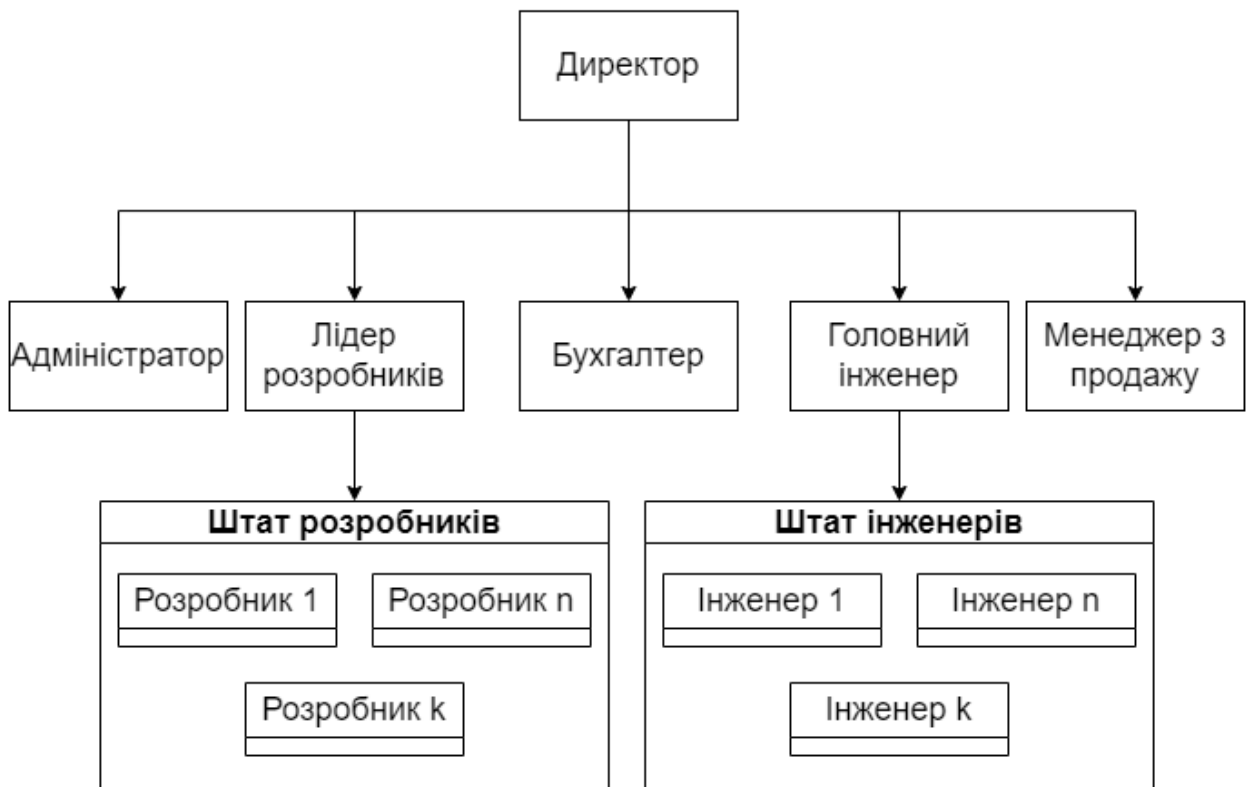 Директор
Адміністратор
Лідер
розробників
Бухгалтер
Головний
інженер
Менеджер з
продажу
Штат розробників
Розробник 1
Розробник n
Розробник k
Штат інженерів
Інженер 1
Інженер n
Інженер k